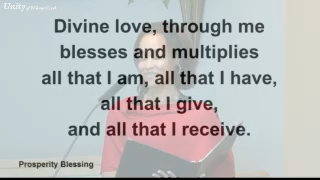 Unity
Divine love, through me
blesses and multiplies
all that I am, all that I have,
all that I give,
and all that I receive.
Prosperity Blessing